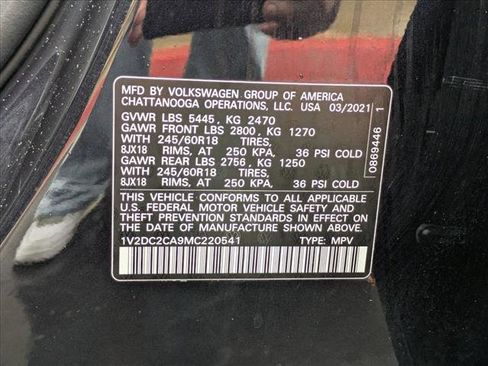 MFD BY VOLKSWAGEN GROUP OF AMERICA
CHATTANOOGA OPERATIONS, LLC. USA 03/2021
GVWR LBS 5445, KG 2470
GAWR FRONT LBS 2800, KG 1270
WITH 245/60R18 TIRES,
8JX18 RIMS, AT 250 KPA, 36 PSI COLD
GAWR REAR LBS 2756, KG 1250
WITH 245/60R18 TIRES,
8JX18 RIMS, AT 250 KPA, 36 PSI COLD
THIS VEHICLE CONFORMS TO ALL APPLICABLE
U.S. FEDERAL MOTOR VEHICLE SAFETY AND
THEFT PREVENTION STANDARDS IN EFFECT ON
THE DATE OF MANUFACTURE SHOWN ABOVE.
1V2DC2CA9MC220541 TYPE: MPV
0869446 1